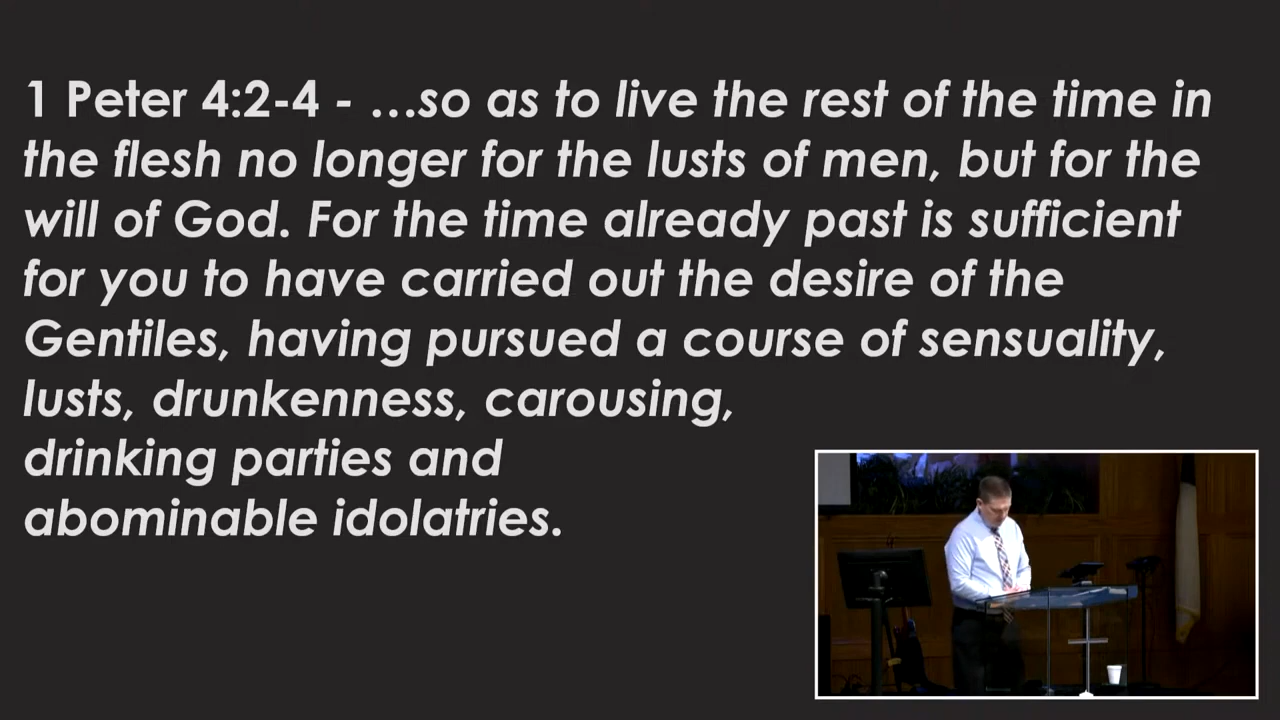 1 Peter 4:2-4 - …so as to live the rest of the time in
the flesh no longer for the lusts of men, but for the
will of God. For the time already past is sufficient
for you to have carried out the desire of the
Gentiles, having pursued a course of sensuality,
lusts, drunkenness, carousing,
drinking parties and
abominable idolatries.